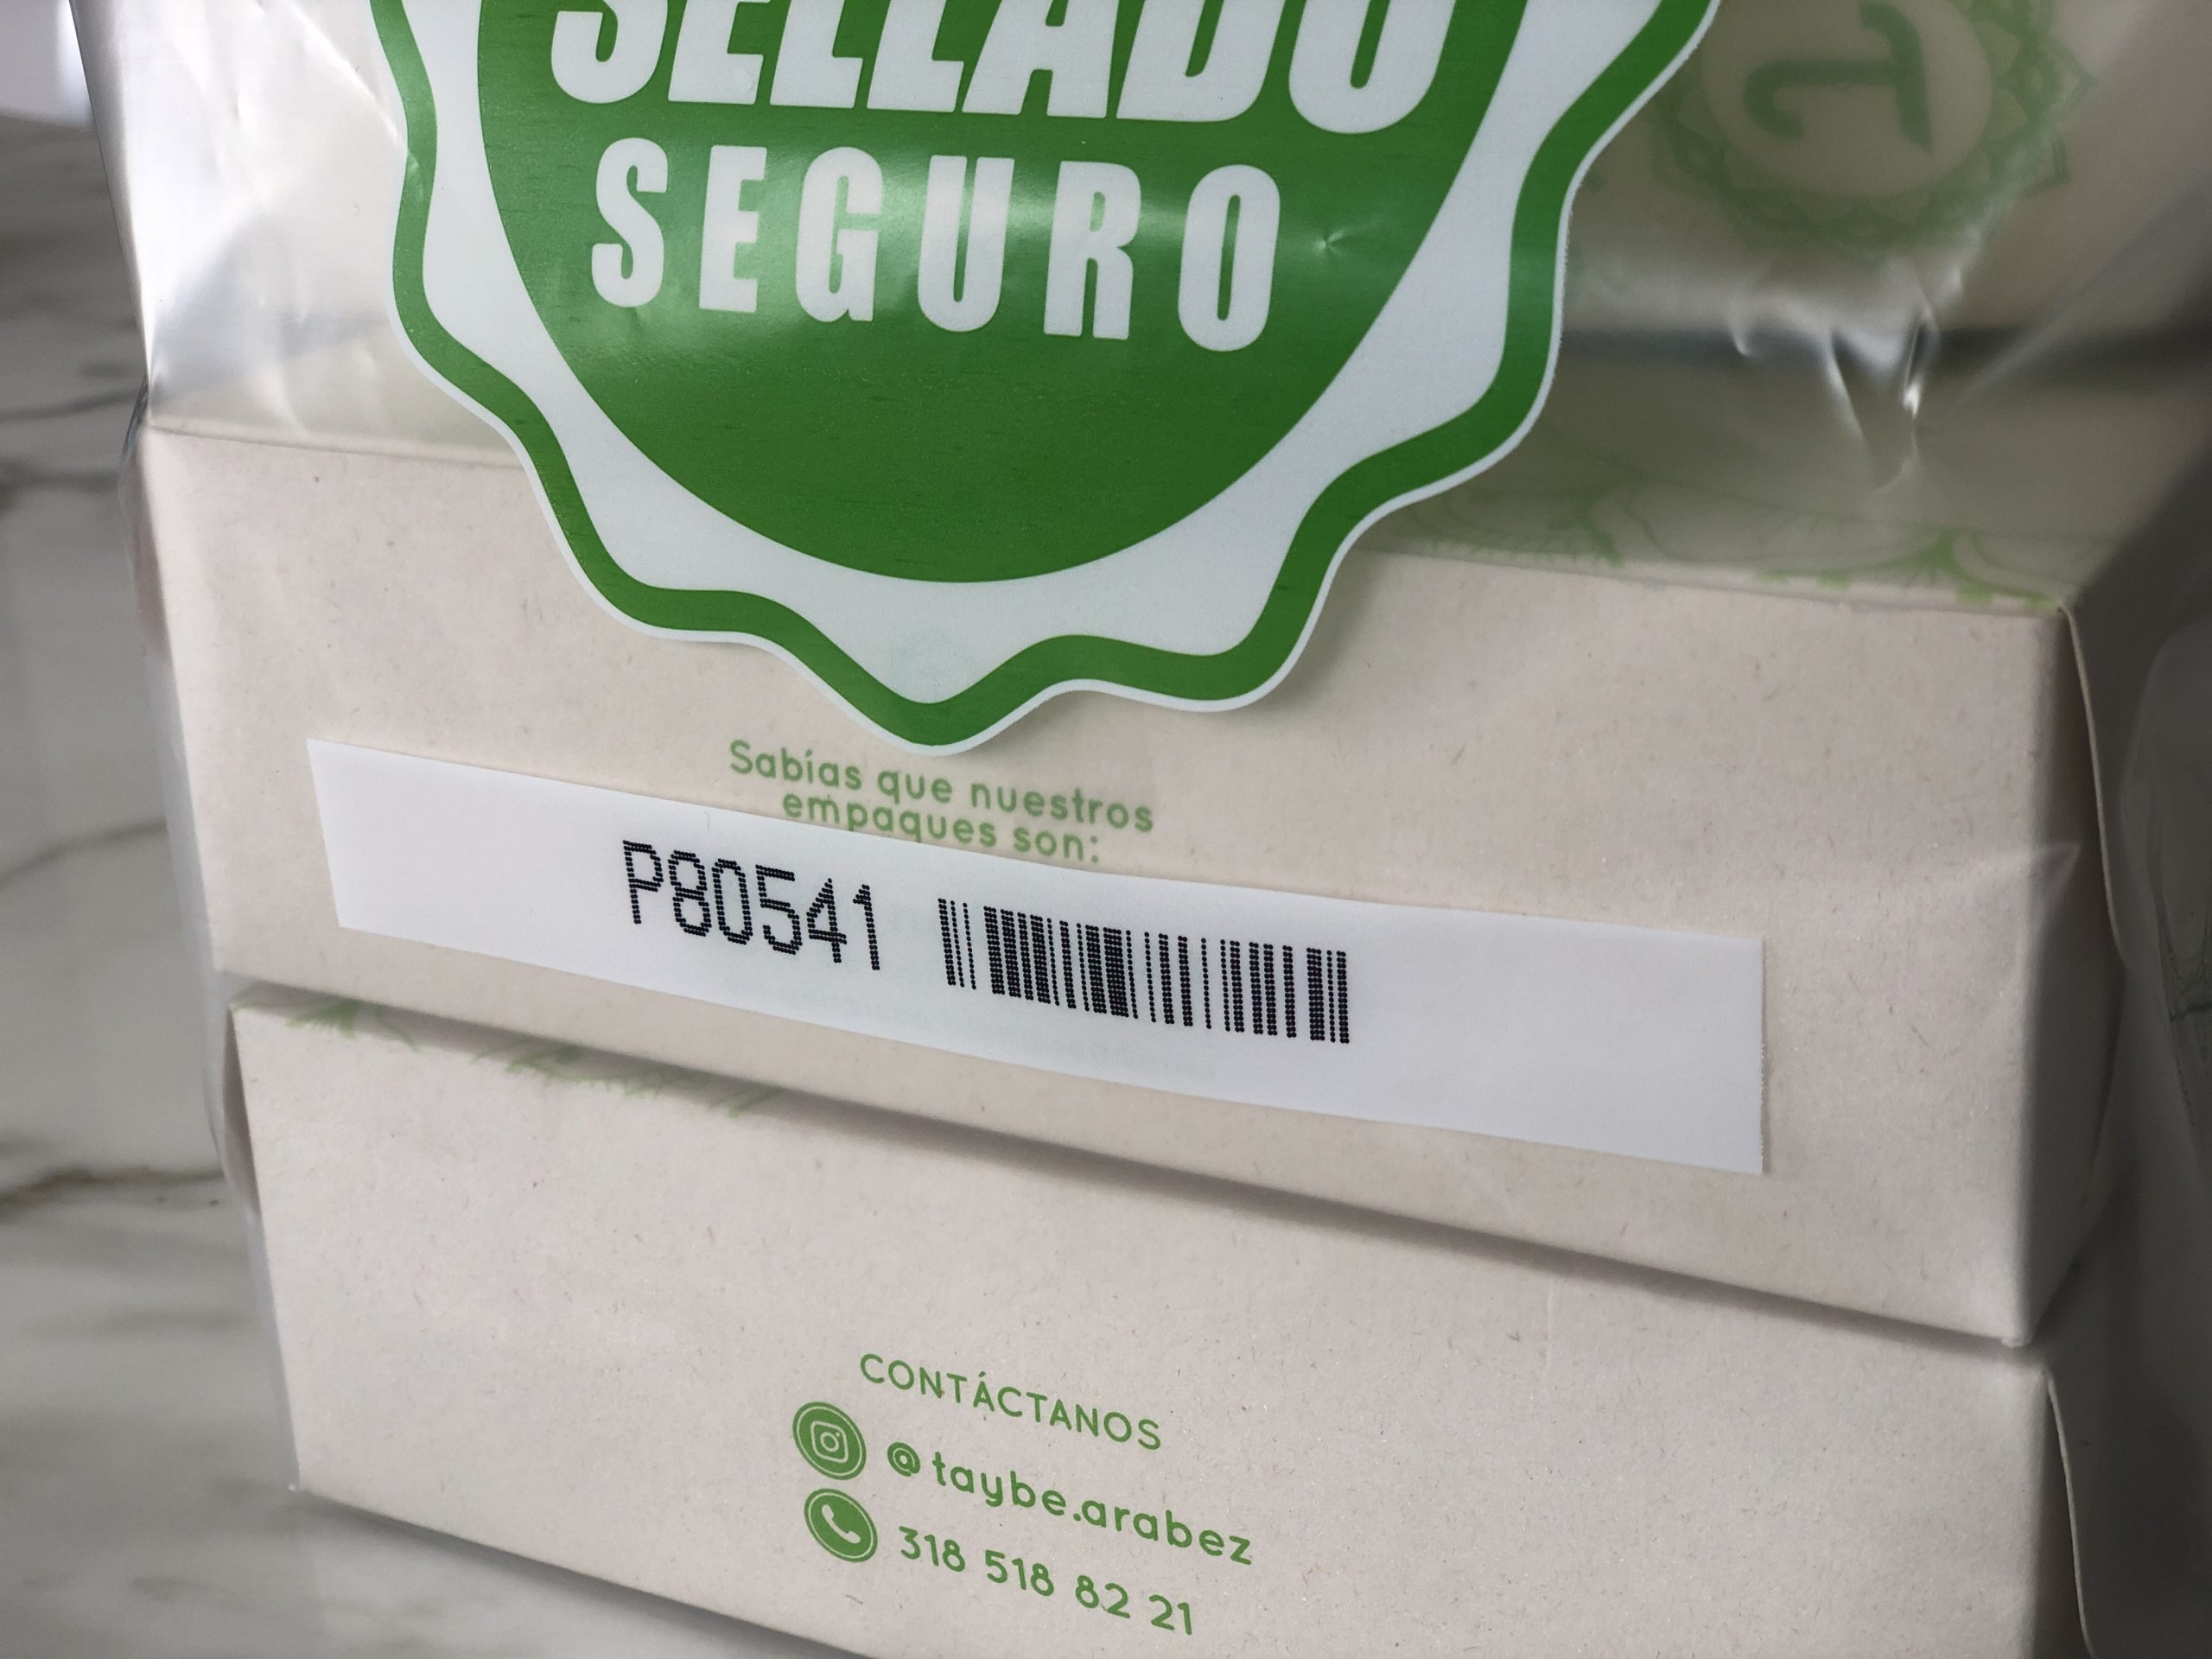 SELLADO
SEGURO
Sabías que nuestros
empaques son:
P80541
CONTÁCTANOS
@taybe.arabez
318 518 82 21